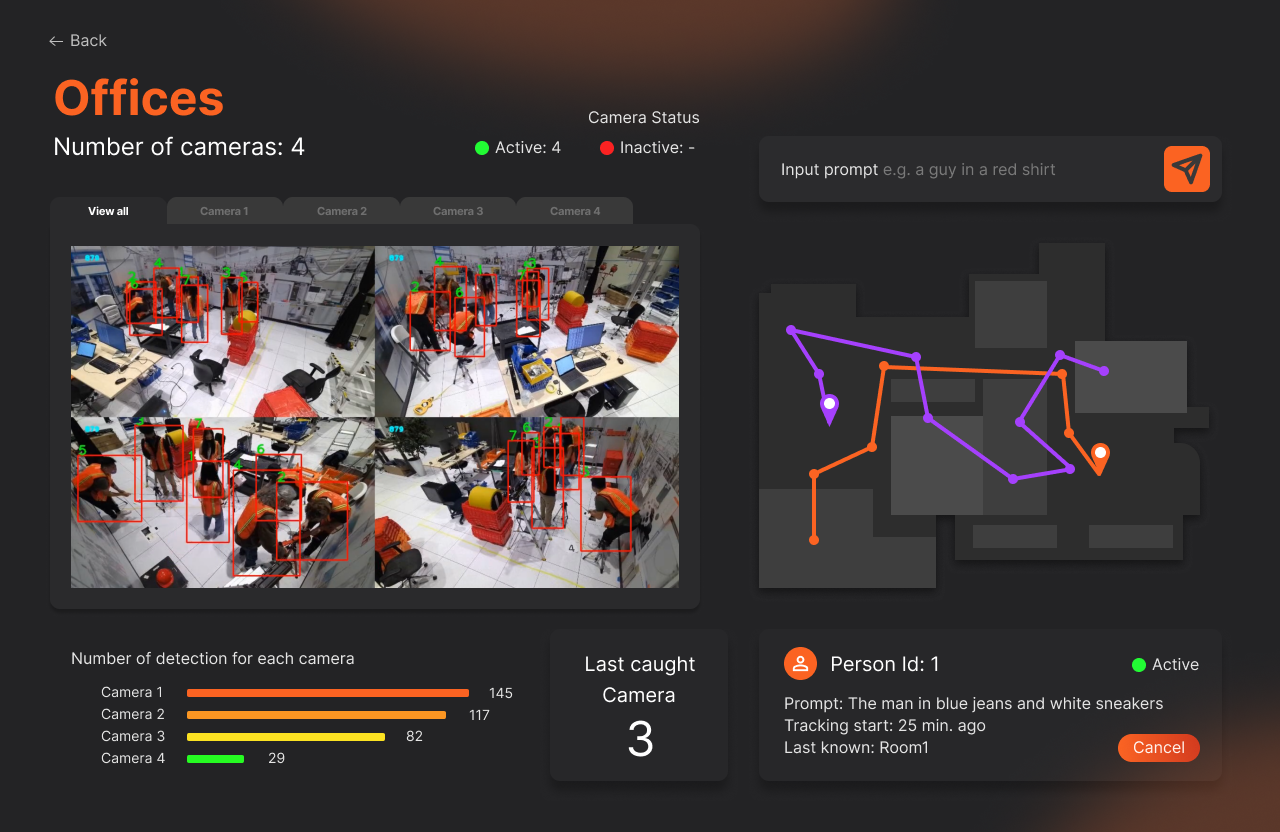 ← Back
Offices
Number of cameras: 4
Camera Status
Active: 4
Inactive: -
Input prompt e.g. a guy in a red shirt
View all
Camera 1
Camera 2
Camera 3
Camera 4
Number of detection for each camera
Camera 1 145
Camera 2 117
Camera 3 82
Camera 4 29
Last caught
Camera
3
Person Id: 1
Active
Prompt: The man in blue jeans and white sneakers
Tracking start: 25 min. ago
Last known: Room1
Cancel